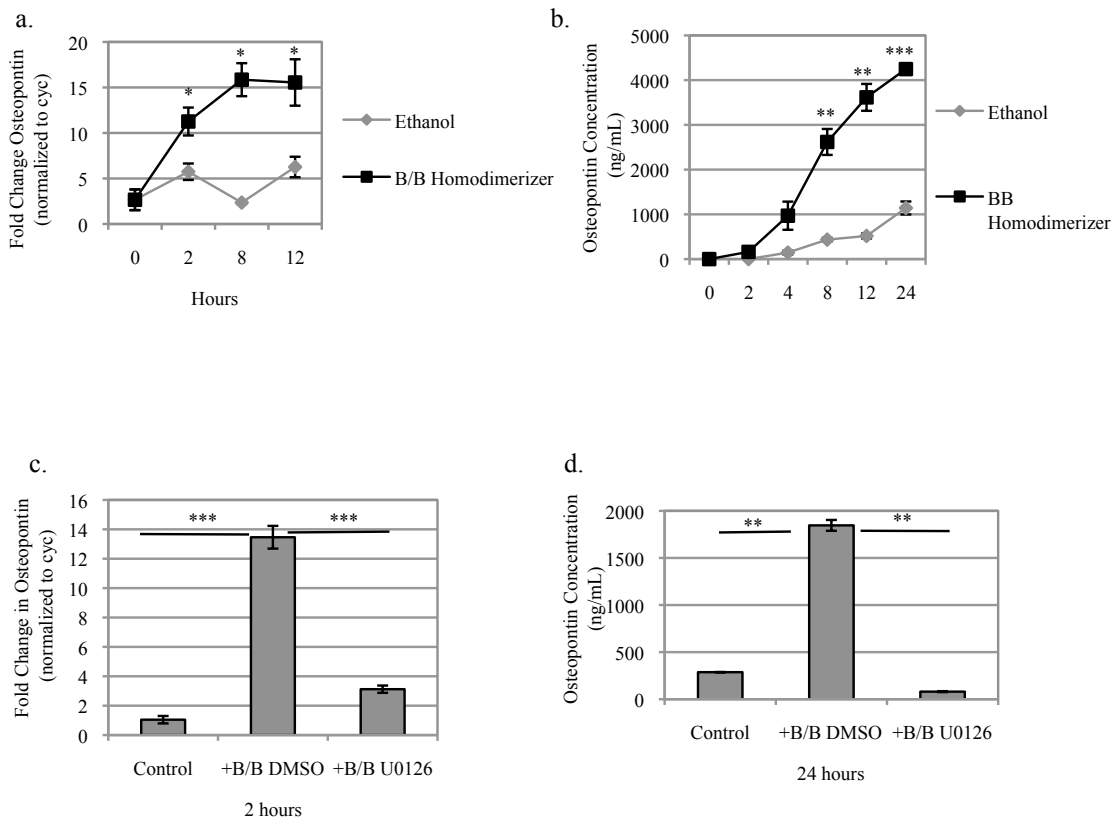 a.
Fold Change Osteopontin
(normalized to cyc)
20
15
10
5
0
*
*
*
0 2 8 12
Hours
Ethanol
B/B Homodimerizer
b.
Osteopontin Concentration
(ng/mL)
5000
4000
3000
2000
1000
0
**
**
***
0 2 4 8 12 24
Ethanol
BB
Homodimerizer
c.
Fold Change in Osteopontin
(normalized to cyc)
16
14
12
10
8
6
4
2
0
*** ***
Control +B/B DMSO +B/B U0126
2 hours
d.
Osteopontin Concentration
(ng/mL)
2000
1500
1000
500
0
** **
Control +B/B DMSO +B/B U0126
24 hours